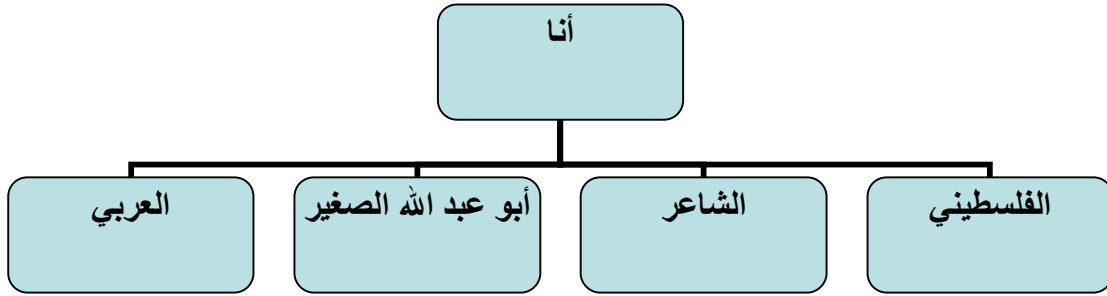 أنا
الفلسطيني
الشاعر
أبو عبد الله الصغير
العربي